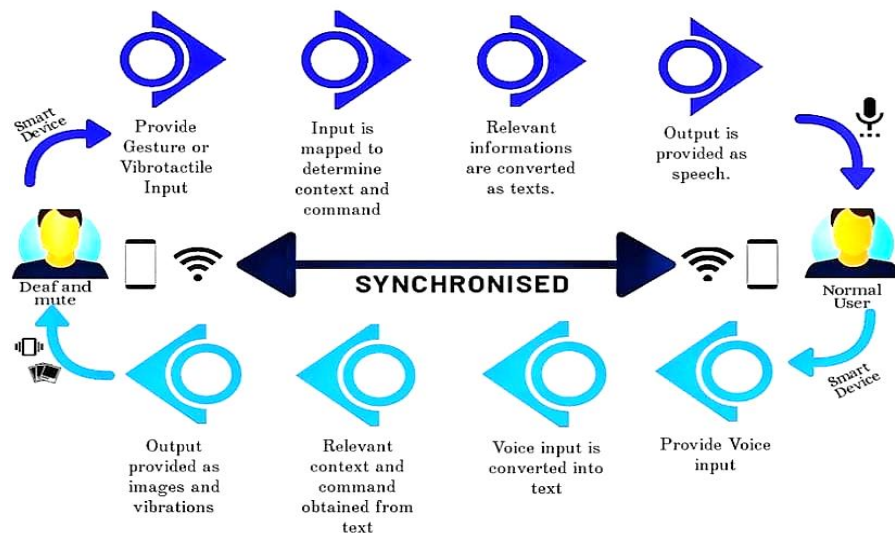 Smart
Device
Provide
Gesture or
Vibrotactile
Input
Input is
mapped to
determine
context and
command
Relevant
informations
are converted
as texts.
Output is
provided as
speech.
Deaf and
mute
SYNCHRONISED
Normal
User
Smart
Device
Output
provided as
images and
vibrations
Relevant
context and
command
obtained from
text
Voice input is
converted into
text
Provide Voice
input